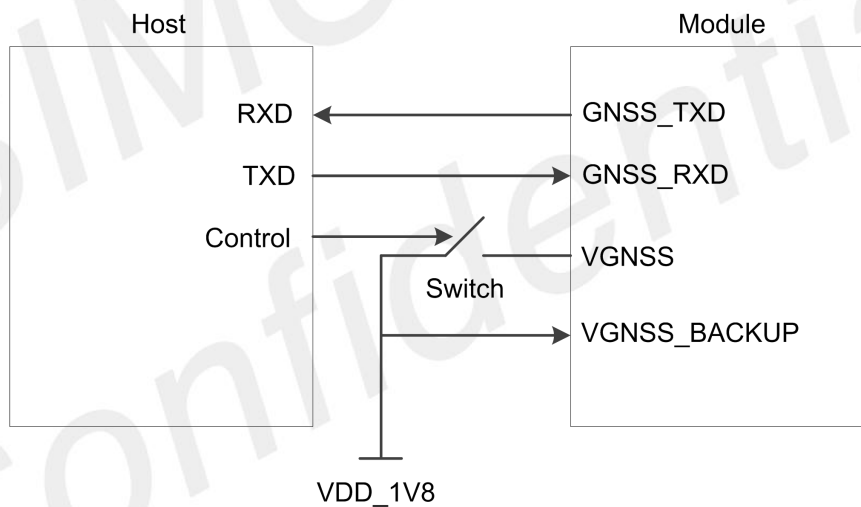 Host
Module
RXD
GNSS_TXD
TXD
GNSS_RXD
Control
VGNSS
Switch
VGNSS_BACKUP
VDD_1V8